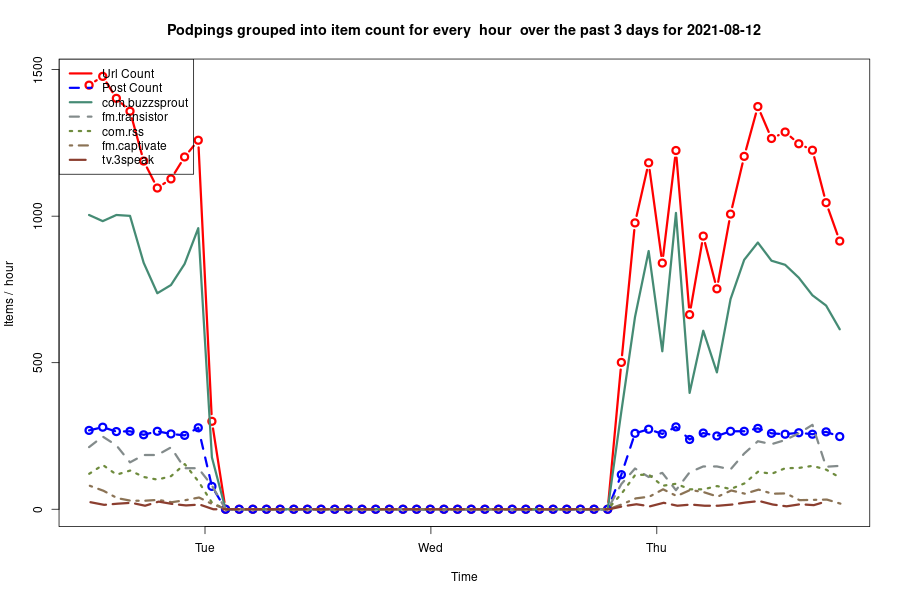 Podpings grouped into item count for every  hour  over the past 3 days for 2021-08-12
Url Count
Post Count
com.buzzsprout
fm.transistor
com.rss
fm.captivate
tv.3speak
Items / hour
1500
1000
500
0
Tue
Wed
Thu
Time